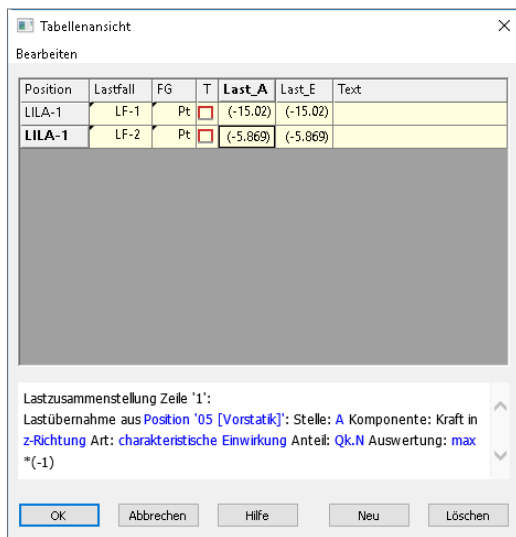 Tabellenansicht
Bearbeiten
Position Lastfall FG T Last_A Last_E Text
LILA-1 LF-1 Pt (-15.02) (-15.02)
LILA-1 LF-2 Pt (-5.869) (-5.869)
Lastzusammenstellung Zeile '1':
Lastübernahme aus Position '05 [Vorstatik]': Stelle: A Komponente: Kraft in
z-Richtung Art: charakteristische Einwirkung Anteil: Qk.N Auswertung: max
*(-1)
OK Abbrechen Hilfe Neu Löschen